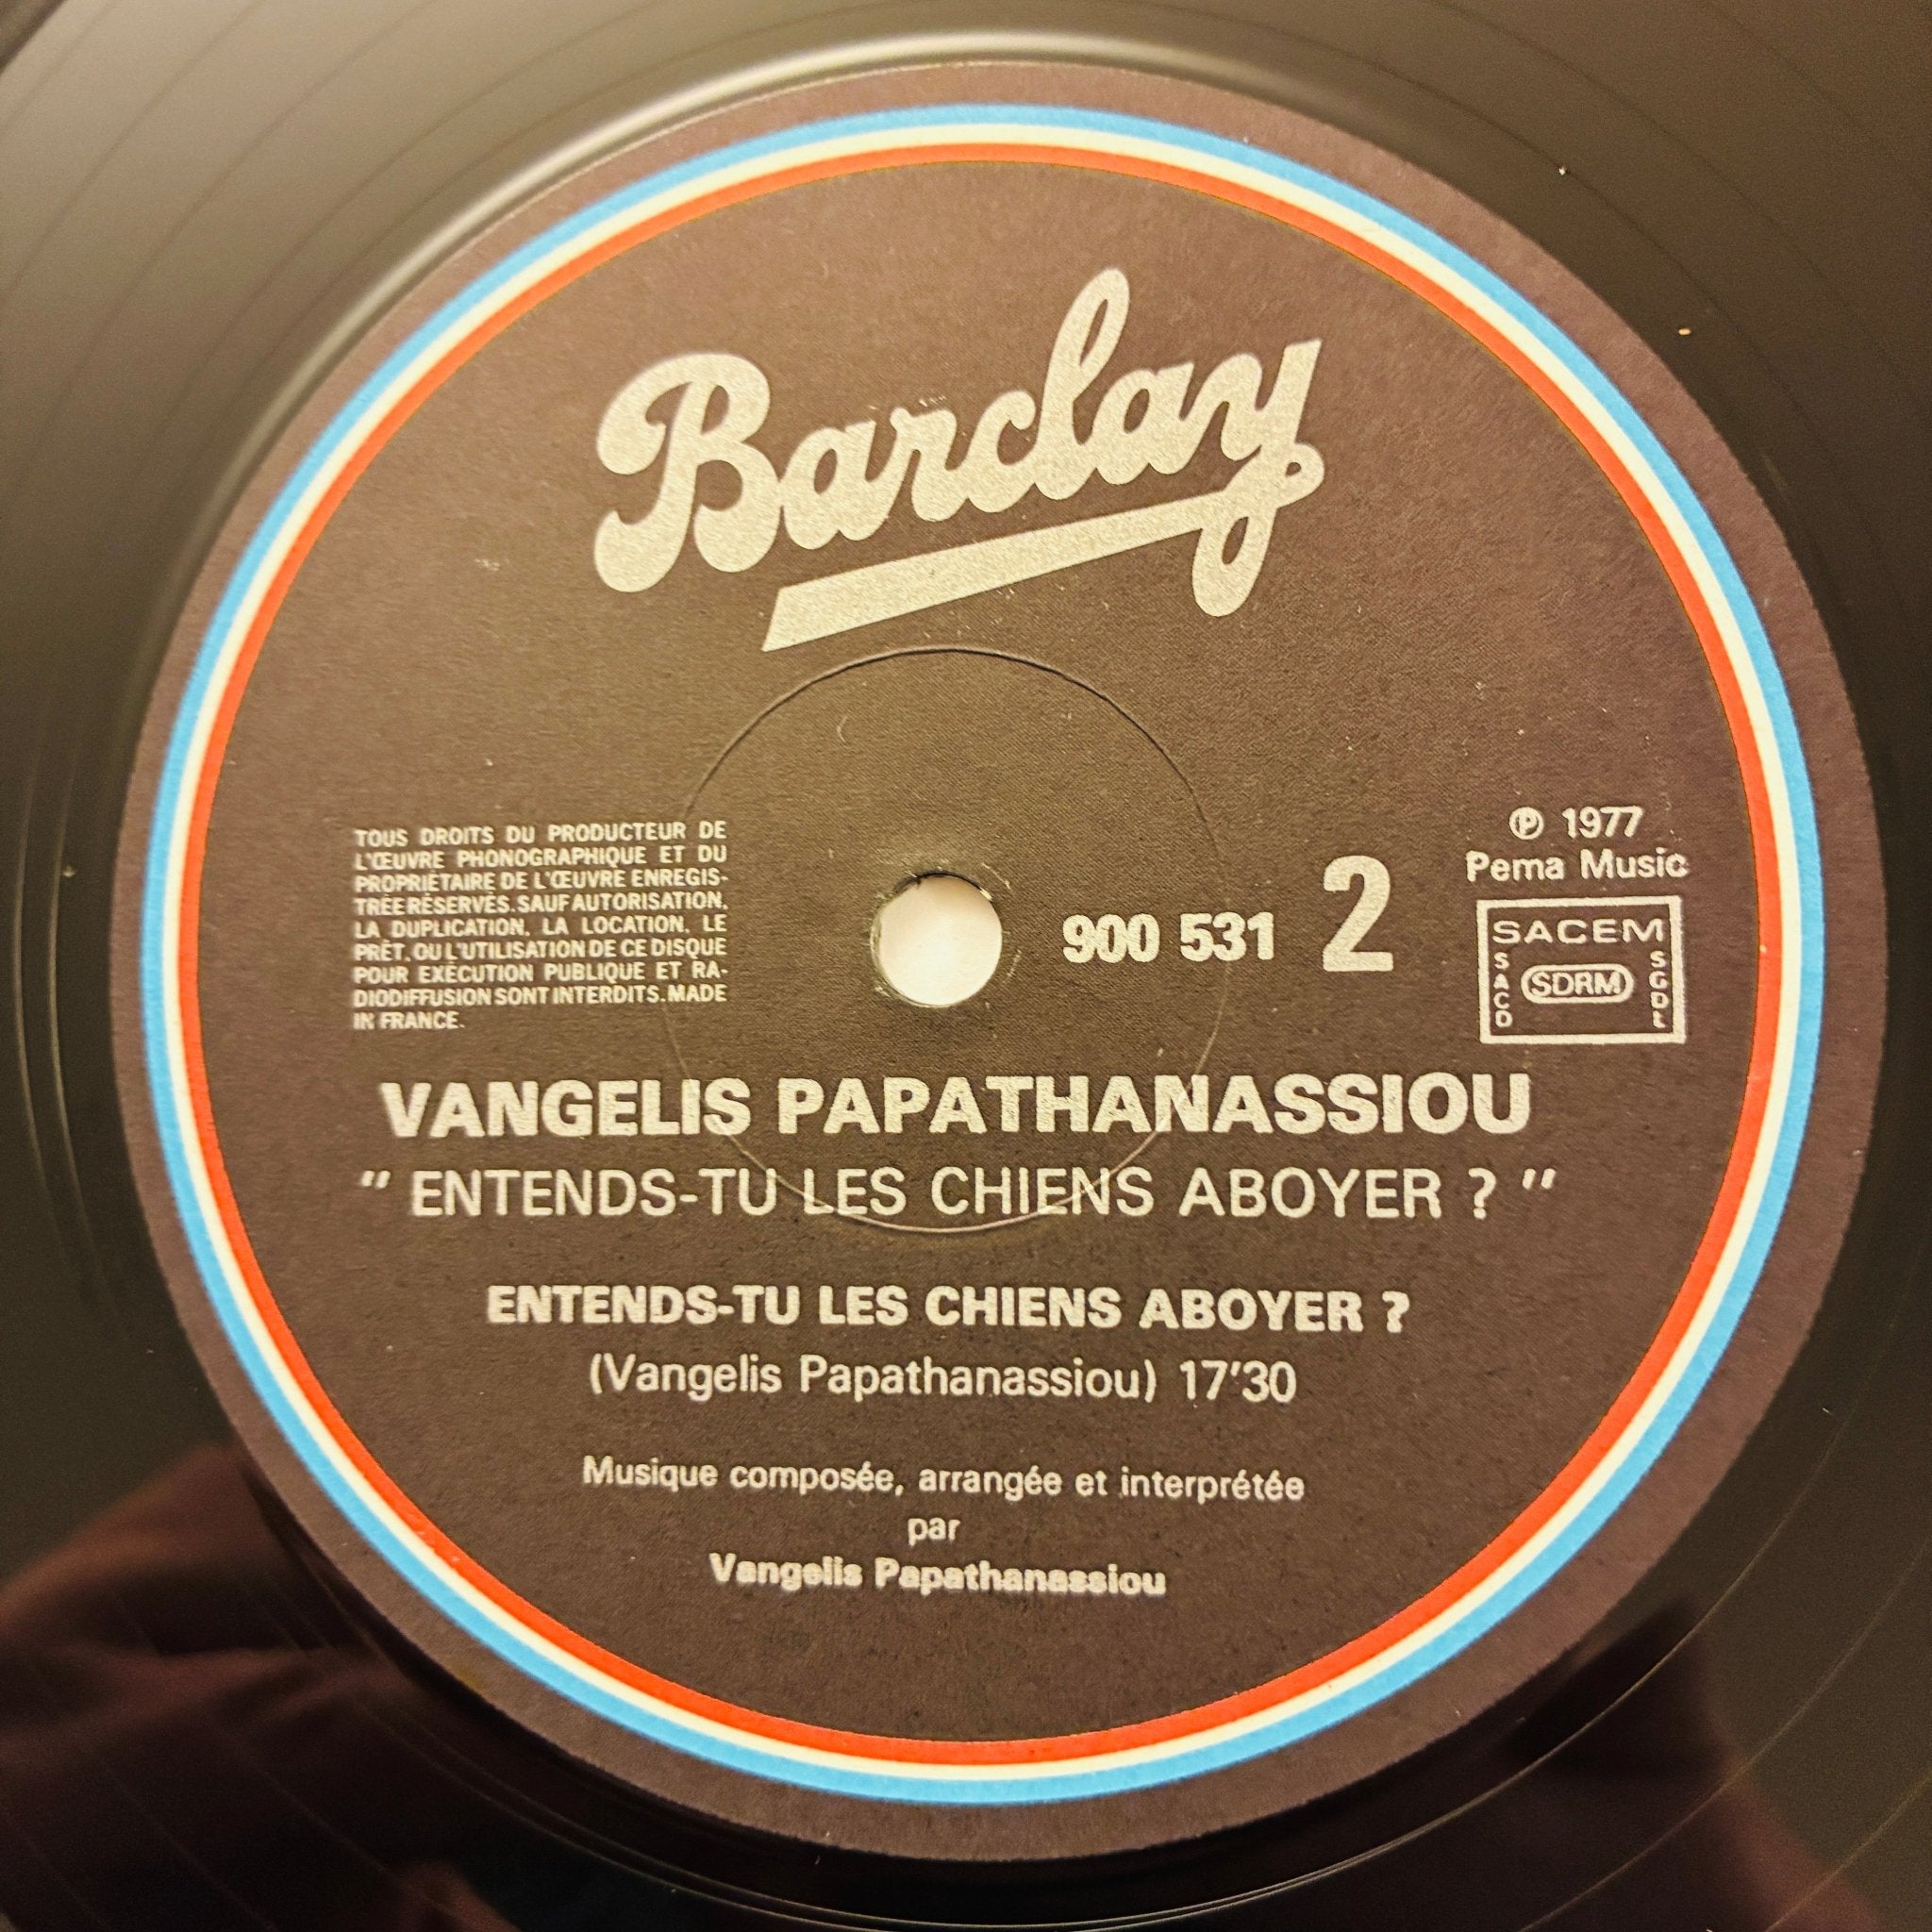 Barclay
TOUS DROITS DU PRODUCTEUR DE
L'ŒUVRE PHONOGRAPHIQUE ET DU
PROPRIÉTAIRE DE L'ŒUVRE ENREGIS-
TRÉE RÉSERVÉS. SAUF AUTORISATION,
LA DUPLICATION, LA LOCATION, LE
PRÊT, OU L'UTILISATION DE CE DISQUE
POUR EXÉCUTION PUBLIQUE ET RA-
DIODIFFUSION SONT INTERDITS. MADE
IN FRANCE.
900 531 2
℗ 1977
Pema Music
SACEM
SACD
SDRM
SGDL
VANGELIS PAPATHANASSIOU
" ENTENDS-TU LES CHIENS ABOYER ? "
ENTENDS-TU LES CHIENS ABOYER ?
(Vangelis Papathanassiou) 17'30
Musique composée, arrangée et interprétée
par
Vangelis Papathanassiou